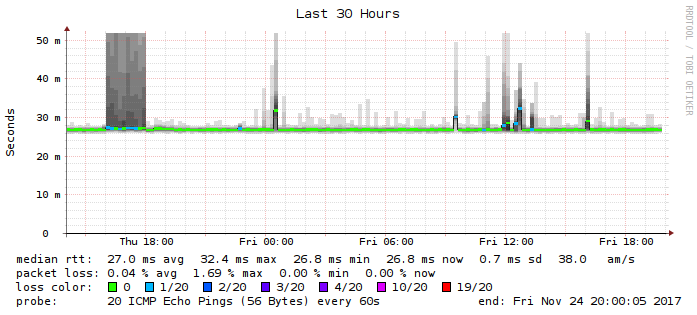 Last 30 Hours
RRDTOOL / TOBI OETIKER
Seconds
50 m
40 m
30 m
20 m
10 m
0
Thu 18:00 Fri 00:00 Fri 06:00 Fri 12:00 Fri 18:00
median rtt: 27.0 ms avg 32.4 ms max 26.8 ms min 26.8 ms now 0.7 ms sd 38.0 am/s
packet loss: 0.04 % avg 1.69 % max 0.00 % min 0.00 % now
loss color: 0 1/20 2/20 3/20 4/20 10/20 19/20
probe: 20 ICMP Echo Pings (56 Bytes) every 60s end: Fri Nov 24 20:00:05 2017